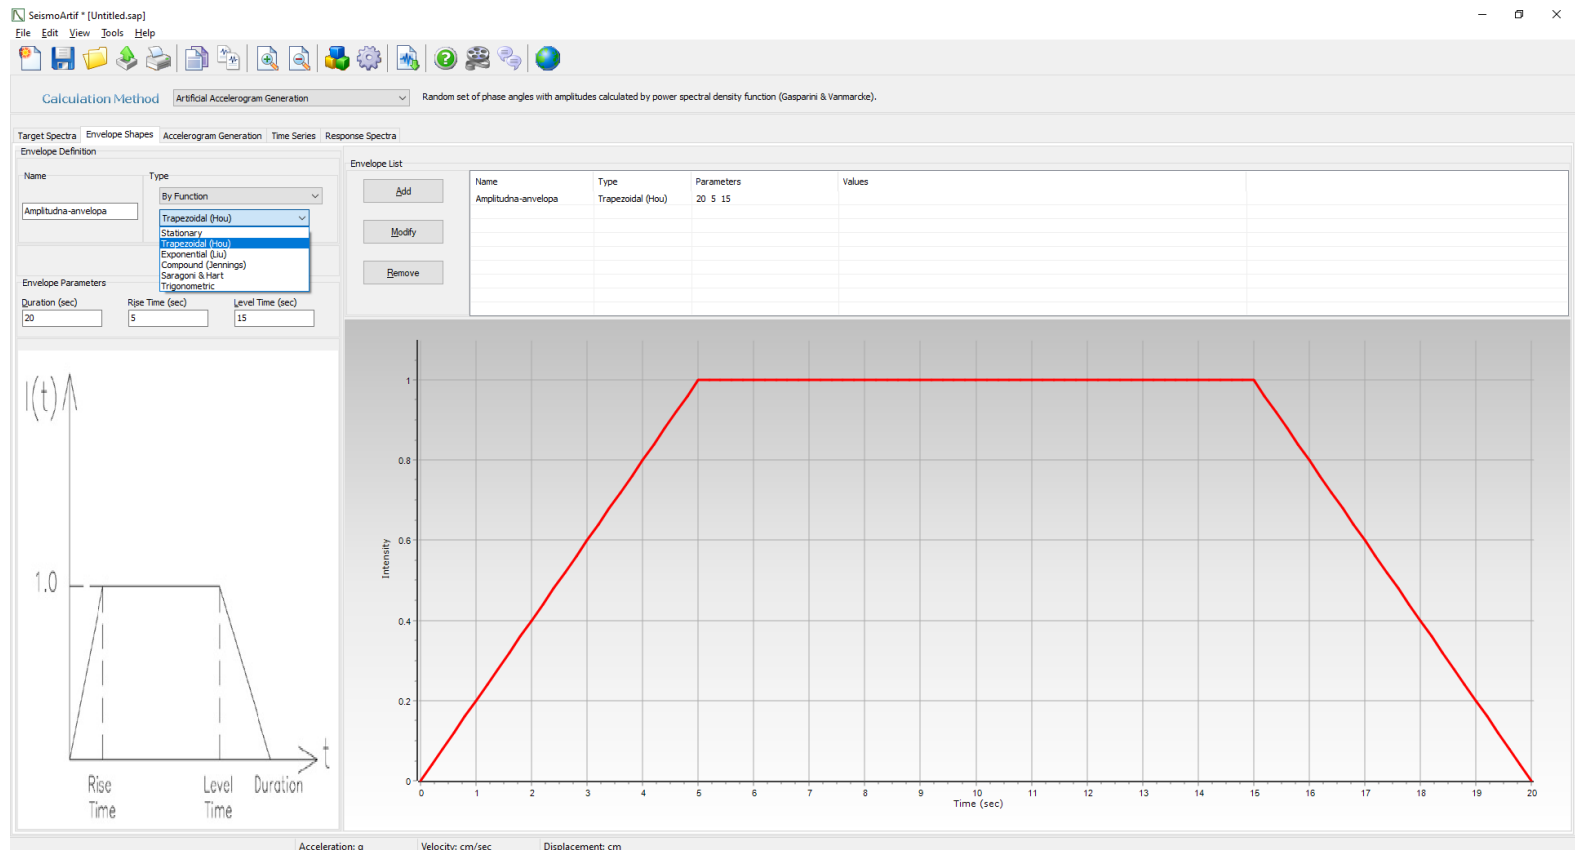 SeismoArtif * [Untitled.sap]
File Edit View Tools Help
Calculation Method Artificial Accelerogram Generation Random set of phase angles with amplitudes calculated by power spectral density function (Gasparini & Vanmarcke).
Target Spectra Envelope Shapes Accelerogram Generation Time Series Response Spectra
Envelope Definition
Name Type
By Function
Amplitudna-anvelopa
Trapezoidal (Hou)
Stationary
Trapezoidal (Hou)
Exponential (Liu)
Compound (Jennings)
Saragoni & Hart
Trigonometric
Envelope Parameters
Duration (sec) Rise Time (sec) Level Time (sec)
20 5 15
I(t)
1.0
t
Rise Time
Level Time
Duration
Envelope List
Add
Modify
Remove
Name Type Parameters Values
Amplitudna-anvelopa Trapezoidal (Hou) 20 5 15
Intensity
1
0.8
0.6
0.4
0.2
0
0 1 2 3 4 5 6 7 8 9 10 11 12 13 14 15 16 17 18 19 20
Time (sec)
Acceleration: g Velocity: cm/sec Displacement: cm